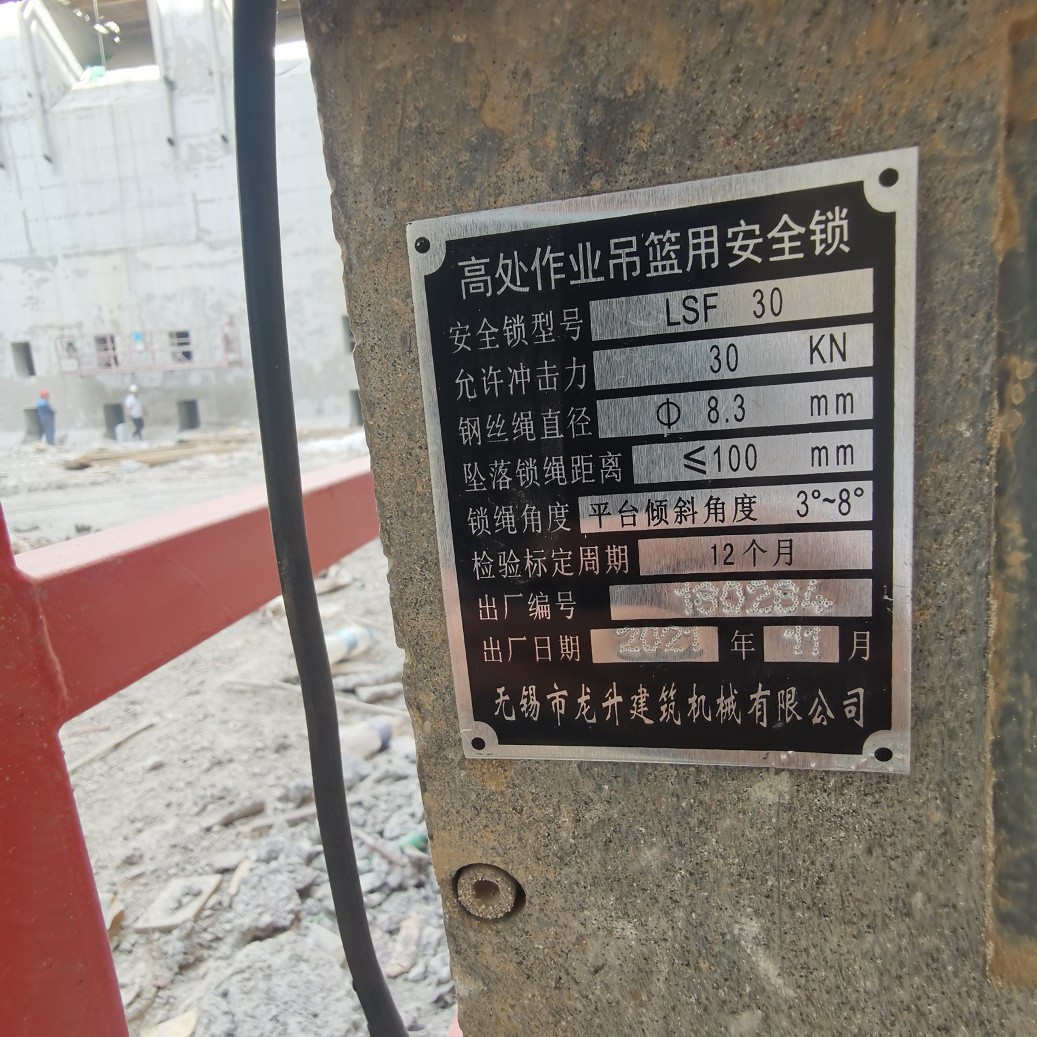 高处作业吊篮用安全锁
安全锁型号 LSF 30
允许冲击力 30 KN
钢丝绳直径 Φ 8.3 mm
坠落锁绳距离 ≤100 mm
锁绳角度 平台倾斜角度 3°~8°
检验标定周期 12个月
出厂编号 180284
出厂日期 2021 年 11 月
无锡市龙升建筑机械有限公司